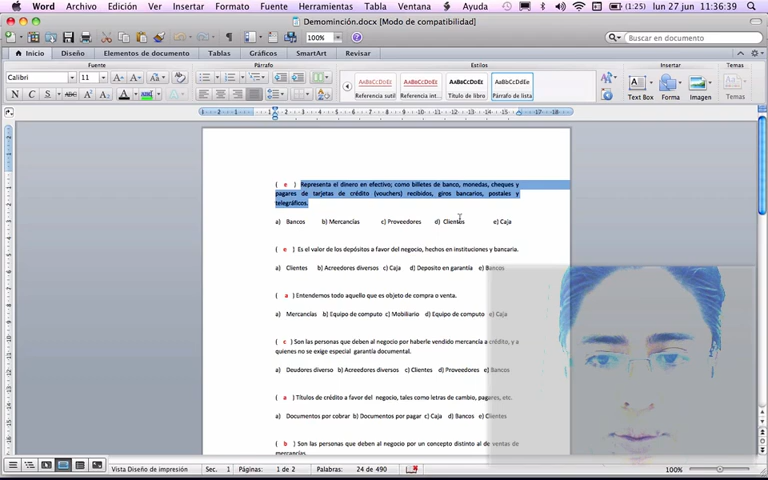 Word Archivo Edición Ver Insertar Formato Fuente Herramientas Tabla Ventana Ayuda (1:25) lun 27 jun 11:36:39
Demominción.docx [Modo de compatibilidad]
100% Buscar en documento
Inicio Diseño Elementos de documento Tablas Gráficos SmartArt Revisar
Fuente Párrafo Estilos Insertar Temas
Calibri 11
AaBbCcDdEe AaBbCcDdEe AaBbCcDdEe AaBbCcDdEe
N C S ABC
Referencia sutil Referencia int... Título de libro Párrafo de lista Text Box Forma Imagen Temas
( e ) Representa el dinero en efectivo; como billetes de banco, monedas, cheques y
pagares de tarjetas de crédito (vouchers) recibidos, giros bancarios, postales y
telegráficos.
a) Bancos b) Mercancías c) Proveedores d) Clientes e) Caja
( e ) Es el valor de los depósitos a favor del negocio, hechos en instituciones y bancaria.
a) Clientes b) Acreedores diversos c) Caja d) Deposito en garantía e) Bancos
( a ) Entendemos todo aquello que es objeto de compra o venta.
a) Mercancías b) Equipo de computo c) Mobiliario d) Equipo de computo e) Caja
( c ) Son las personas que deben al negocio por haberle vendido mercancía a crédito, y a
quienes no se exige especial garantía documental.
a) Deudores diverso b) Acreedores diversos c) Clientes d) Proveedores e) Bancos
( a ) Títulos de crédito a favor del negocio, tales como letras de cambio, pagares, etc.
a) Documentos por cobrar b) Documentos por pagar c) Caja d) Bancos e) Clientes
( b ) Son las personas que deben al negocio por un concepto distinto al de ventas de
mercancías.
Vista Diseño de impresión Sec. 1 Páginas: 1 de 2 Palabras: 24 de 490 100%